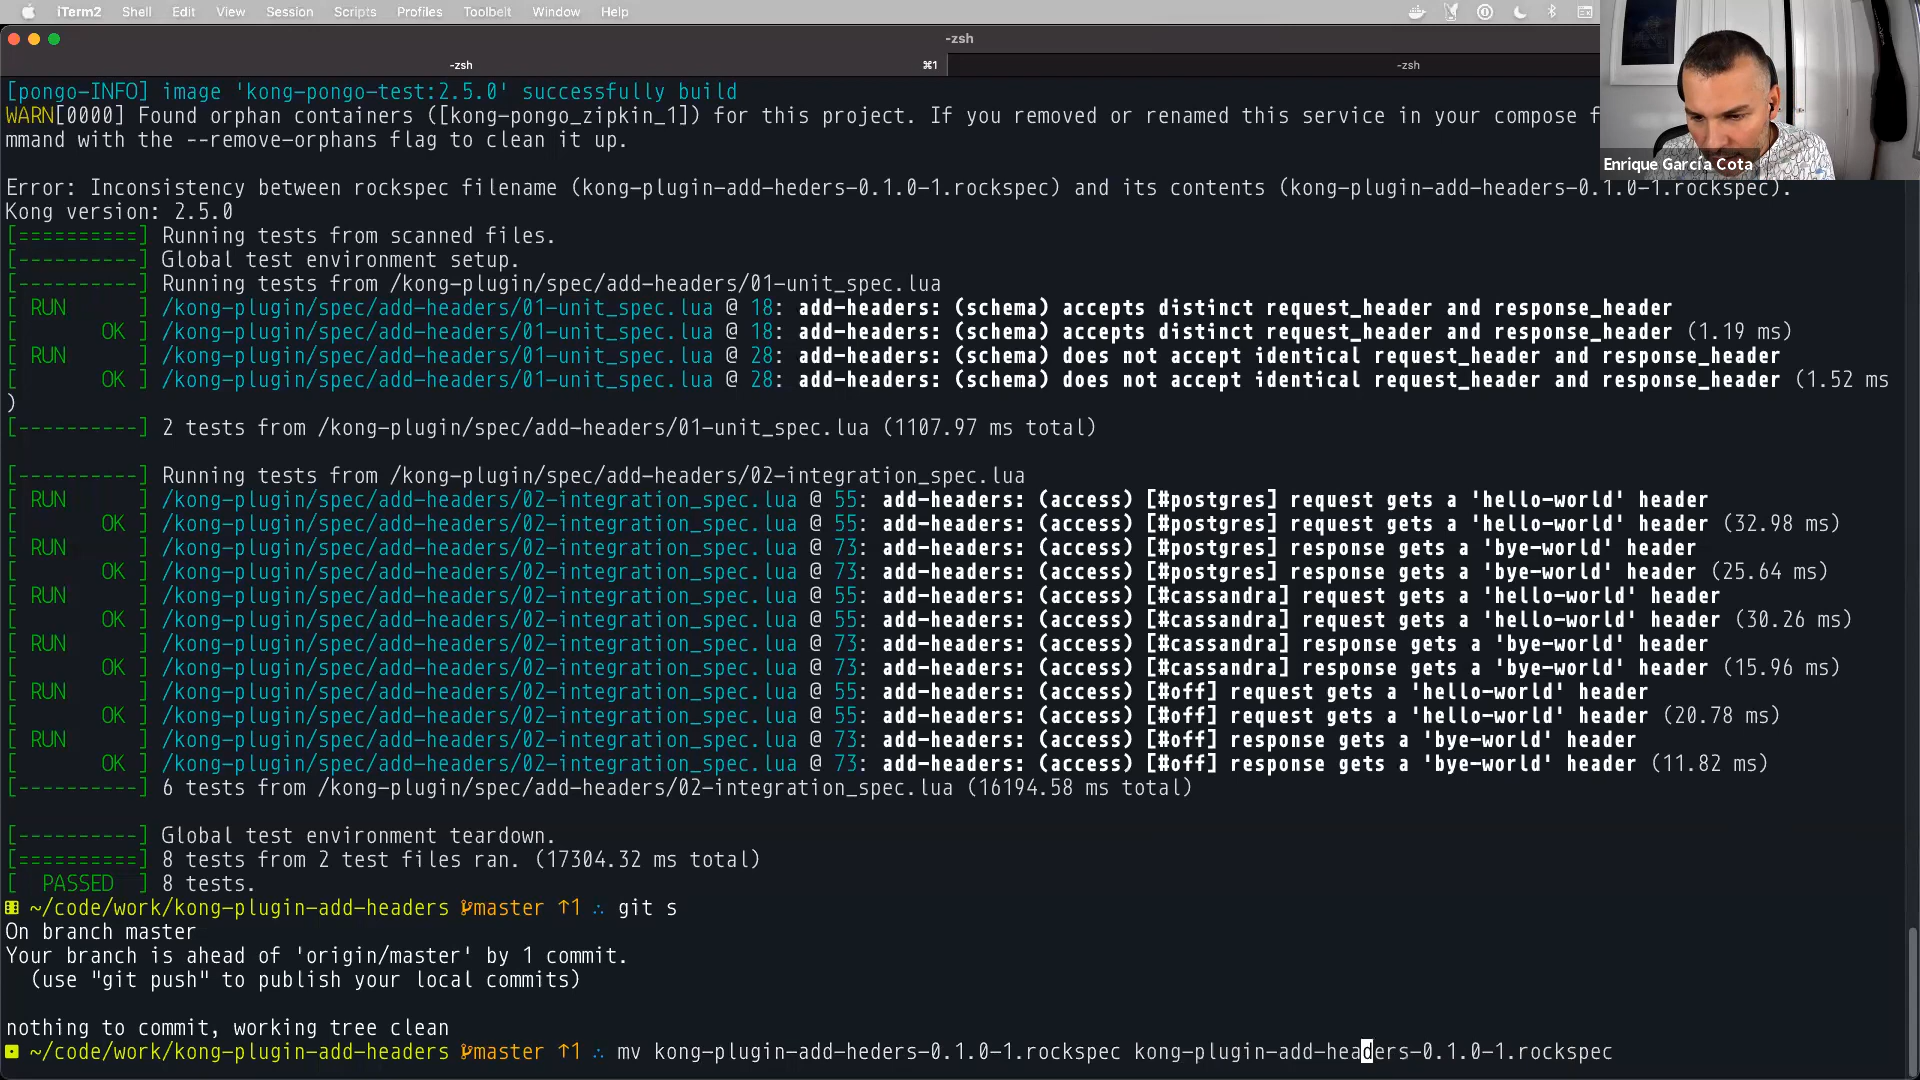 iTerm2 Shell Edit View Session Scripts Profiles Toolbelt Window Help
-zsh
-zsh ⌘1 -zsh
Enrique García Cota
[pongo-INFO] image 'kong-pongo-test:2.5.0' successfully build
WARN[0000] Found orphan containers ([kong-pongo_zipkin_1]) for this project. If you removed or renamed this service in your compose f
mmand with the --remove-orphans flag to clean it up.
Error: Inconsistency between rockspec filename (kong-plugin-add-heders-0.1.0-1.rockspec) and its contents (kong-plugin-add-headers-0.1.0-1.rockspec).
Kong version: 2.5.0
[==========] Running tests from scanned files.
[----------] Global test environment setup.
[----------] Running tests from /kong-plugin/spec/add-headers/01-unit_spec.lua
[ RUN      ] /kong-plugin/spec/add-headers/01-unit_spec.lua @ 18: add-headers: (schema) accepts distinct request_header and response_header
[       OK ] /kong-plugin/spec/add-headers/01-unit_spec.lua @ 18: add-headers: (schema) accepts distinct request_header and response_header (1.19 ms)
[ RUN      ] /kong-plugin/spec/add-headers/01-unit_spec.lua @ 28: add-headers: (schema) does not accept identical request_header and response_header
[       OK ] /kong-plugin/spec/add-headers/01-unit_spec.lua @ 28: add-headers: (schema) does not accept identical request_header and response_header (1.52 ms
)
[----------] 2 tests from /kong-plugin/spec/add-headers/01-unit_spec.lua (1107.97 ms total)
[----------] Running tests from /kong-plugin/spec/add-headers/02-integration_spec.lua
[ RUN      ] /kong-plugin/spec/add-headers/02-integration_spec.lua @ 55: add-headers: (access) [#postgres] request gets a 'hello-world' header
[       OK ] /kong-plugin/spec/add-headers/02-integration_spec.lua @ 55: add-headers: (access) [#postgres] request gets a 'hello-world' header (32.98 ms)
[ RUN      ] /kong-plugin/spec/add-headers/02-integration_spec.lua @ 73: add-headers: (access) [#postgres] response gets a 'bye-world' header
[       OK ] /kong-plugin/spec/add-headers/02-integration_spec.lua @ 73: add-headers: (access) [#postgres] response gets a 'bye-world' header (25.64 ms)
[ RUN      ] /kong-plugin/spec/add-headers/02-integration_spec.lua @ 55: add-headers: (access) [#cassandra] request gets a 'hello-world' header
[       OK ] /kong-plugin/spec/add-headers/02-integration_spec.lua @ 55: add-headers: (access) [#cassandra] request gets a 'hello-world' header (30.26 ms)
[ RUN      ] /kong-plugin/spec/add-headers/02-integration_spec.lua @ 73: add-headers: (access) [#cassandra] response gets a 'bye-world' header
[       OK ] /kong-plugin/spec/add-headers/02-integration_spec.lua @ 73: add-headers: (access) [#cassandra] response gets a 'bye-world' header (15.96 ms)
[ RUN      ] /kong-plugin/spec/add-headers/02-integration_spec.lua @ 55: add-headers: (access) [#off] request gets a 'hello-world' header
[       OK ] /kong-plugin/spec/add-headers/02-integration_spec.lua @ 55: add-headers: (access) [#off] request gets a 'hello-world' header (20.78 ms)
[ RUN      ] /kong-plugin/spec/add-headers/02-integration_spec.lua @ 73: add-headers: (access) [#off] response gets a 'bye-world' header
[       OK ] /kong-plugin/spec/add-headers/02-integration_spec.lua @ 73: add-headers: (access) [#off] response gets a 'bye-world' header (11.82 ms)
[----------] 6 tests from /kong-plugin/spec/add-headers/02-integration_spec.lua (16194.58 ms total)
[----------] Global test environment teardown.
[==========] 8 tests from 2 test files ran. (17304.32 ms total)
[  PASSED  ] 8 tests.
~/code/work/kong-plugin-add-headers master ↑1 ∴ git s
On branch master
Your branch is ahead of 'origin/master' by 1 commit.
(use "git push" to publish your local commits)
nothing to commit, working tree clean
~/code/work/kong-plugin-add-headers master ↑1 ∴ mv kong-plugin-add-heders-0.1.0-1.rockspec kong-plugin-add-headers-0.1.0-1.rockspec